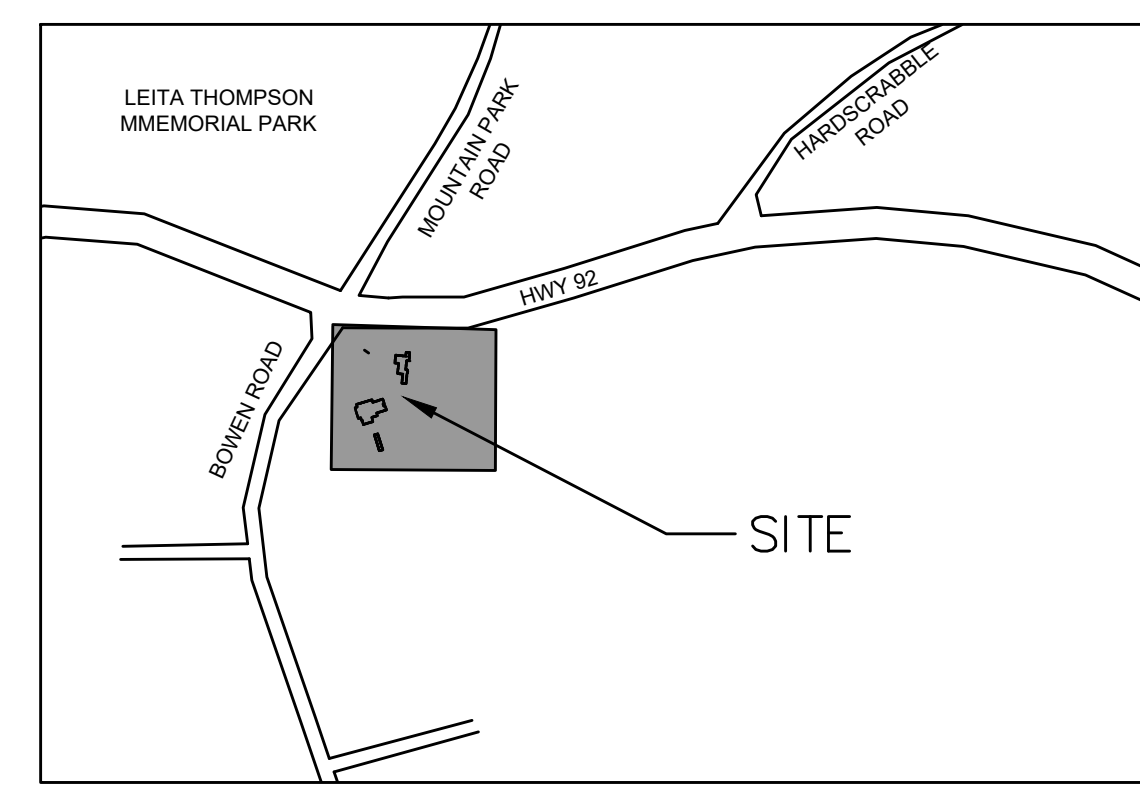 LEITA THOMPSON
MMEMORIAL PARK
MOUNTAIN PARK
ROAD
HARDSCRABBLE
ROAD
HWY 92
BOWEN ROAD
SITE